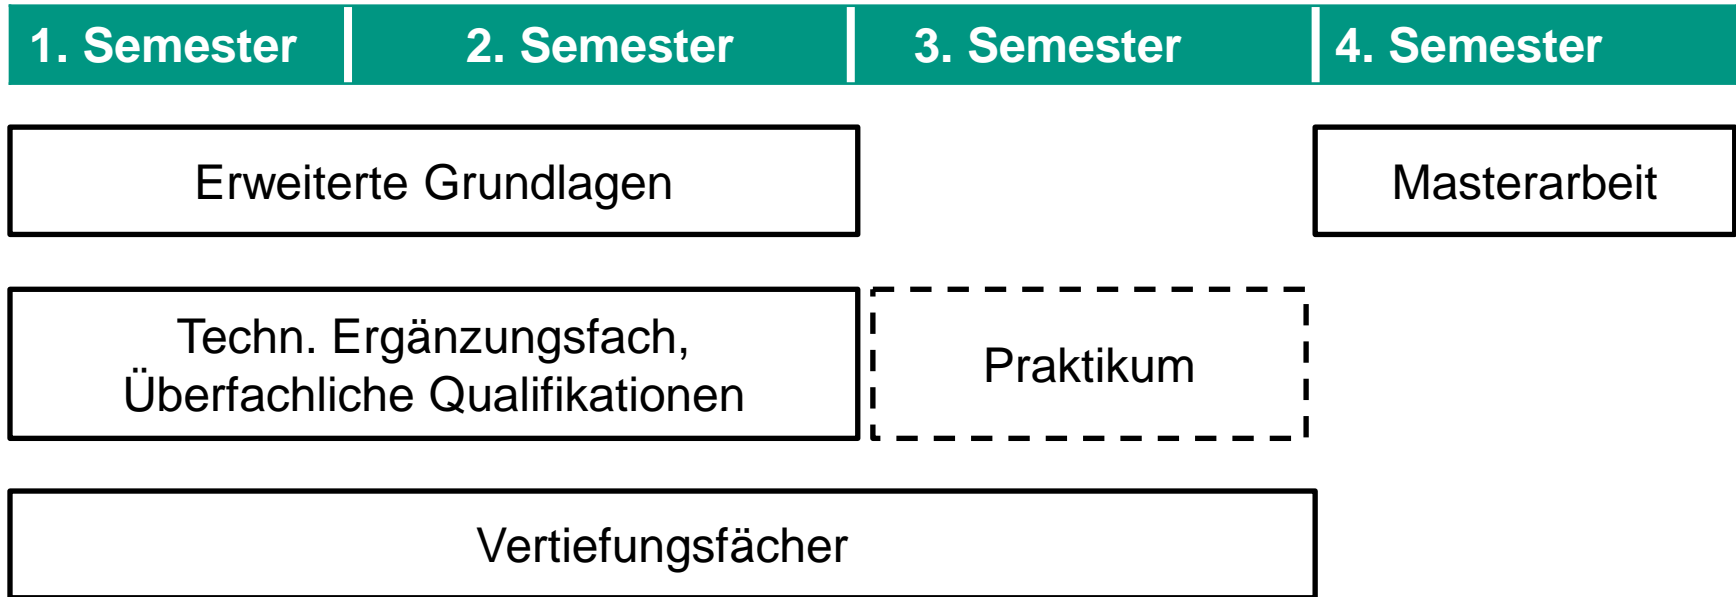 1. Semester
2. Semester
3. Semester
4. Semester
Erweiterte Grundlagen
Masterarbeit
Techn. Ergänzungsfach,
Überfachliche Qualifikationen
Praktikum
Vertiefungsfächer